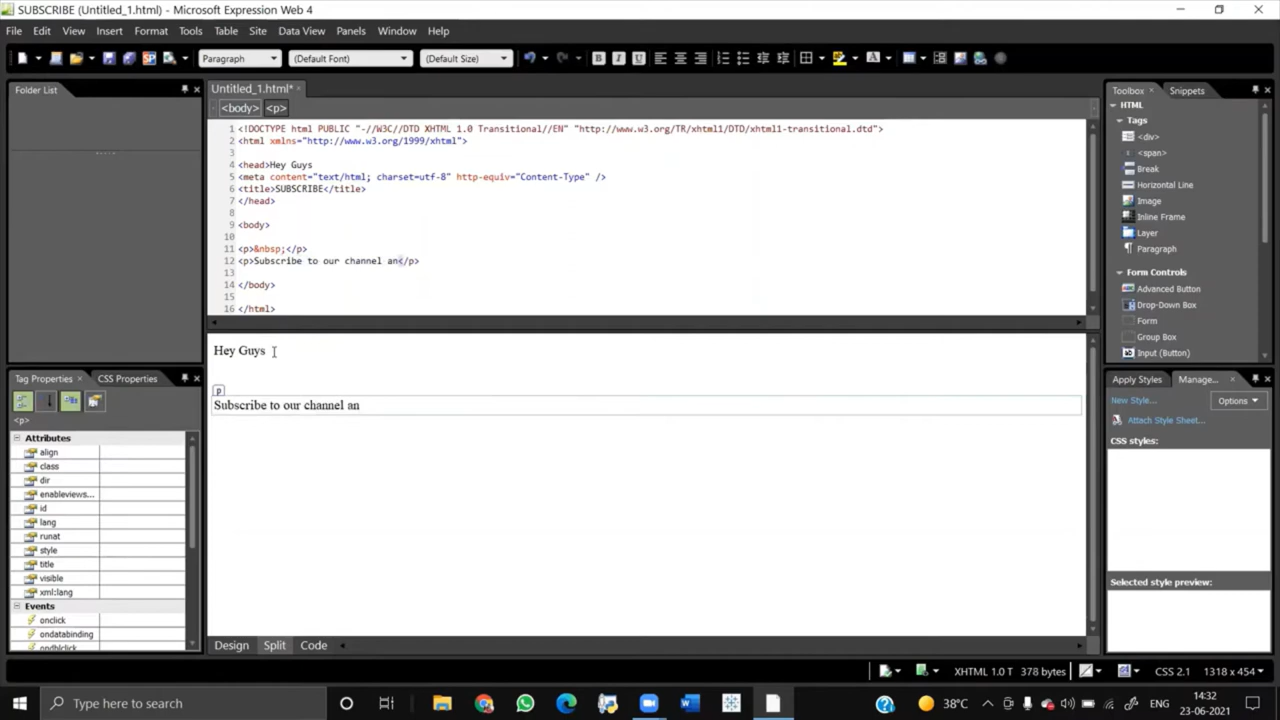 SUBSCRIBE (Untitled_1.html) - Microsoft Expression Web 4
File Edit View Insert Format Tools Table Site Data View Panels Window Help
Paragraph (Default Font) (Default Size) B I U
Folder List
Untitled_1.html*
<body> <p>
1 <!DOCTYPE html PUBLIC "-//W3C//DTD XHTML 1.0 Transitional//EN" "http://www.w3.org/TR/xhtml1/DTD/xhtml1-transitional.dtd">
2 <html xmlns="http://www.w3.org/1999/xhtml">
3
4 <head>Hey Guys
5 <meta content="text/html; charset=utf-8" http-equiv="Content-Type" />
6 <title>SUBSCRIBE</title>
7 </head>
8
9 <body>
10
11 <p>&nbsp;</p>
12 <p>Subscribe to our channel an</p>
13
14 </body>
15
16 </html>
Hey Guys
p
Subscribe to our channel an
Design Split Code
Tag Properties CSS Properties
<p>
Attributes
align
class
dir
enableviews...
id
lang
runat
style
title
visible
xml:lang
Events
onclick
ondatabinding
ondblclick
Toolbox Snippets
HTML
Tags
<div>
<span>
Break
Horizontal Line
Image
Inline Frame
Layer
Paragraph
Form Controls
Advanced Button
Drop-Down Box
Form
Group Box
Input (Button)
Apply Styles Manage...
New Style... Options
Attach Style Sheet...
CSS styles:
Selected style preview:
XHTML 1.0 T 378 bytes CSS 2.1 1318 x 454
Type here to search
38°C ENG 14:32
23-06-2021